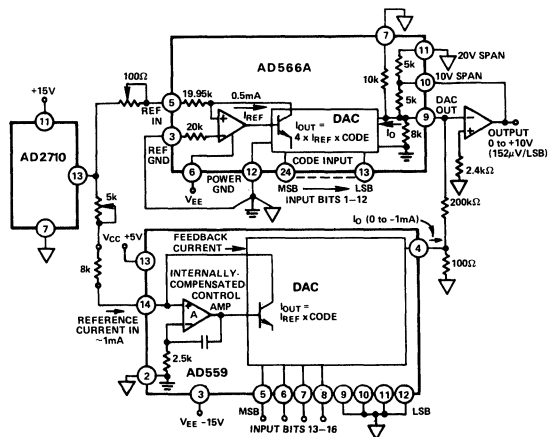 7
11
20V SPAN
5k
10
10V SPAN
AD566A
10k
5k
DAC
OUT
9
+15V
11
AD2710
13
7
100Ω
5
REF
IN
19.95k
0.5mA
IREF
3
REF
GND
20k
DAC
IOUT =
4 x IREF x CODE
IO
8k
OUTPUT
0 to +10V
(152μV/LSB)
2.4kΩ
6
VEE
POWER
GND
12
CODE INPUT
24
13
MSB
LSB
INPUT BITS 1–12
200kΩ
5k
VCC +5V
13
8k
14
REFERENCE
CURRENT IN
~1mA
FEEDBACK
CURRENT
INTERNALLY-
COMPENSATED
CONTROL
AMP
A
DAC
IOUT =
IREF x CODE
4
IO (0 to -1mA)
100Ω
2.5k
2
AD559
3
VEE -15V
5
6
7
8
9
10
11
12
MSB
LSB
INPUT BITS 13–16